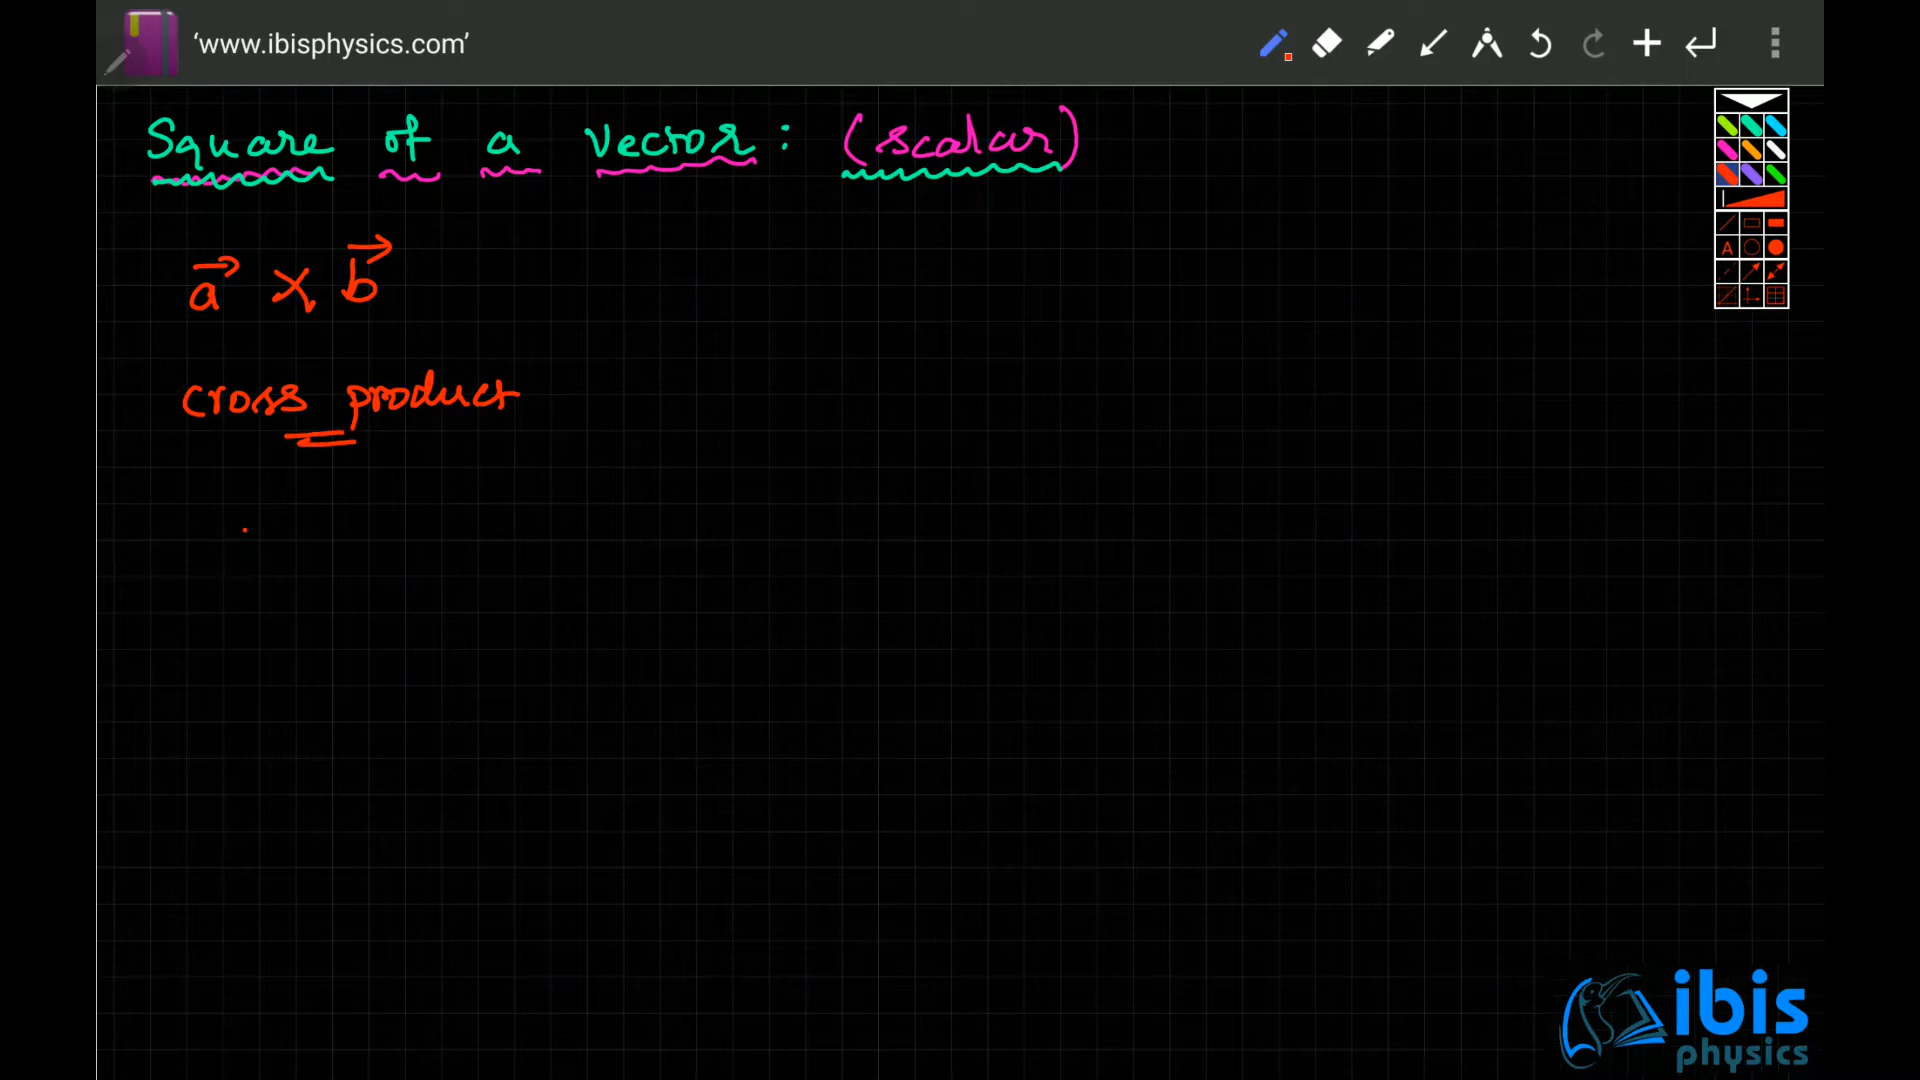 ‘www.ibisphysics.com’
Square of a vector: (scalar)
a⃗ × b⃗
cross product
A
ibis
physics